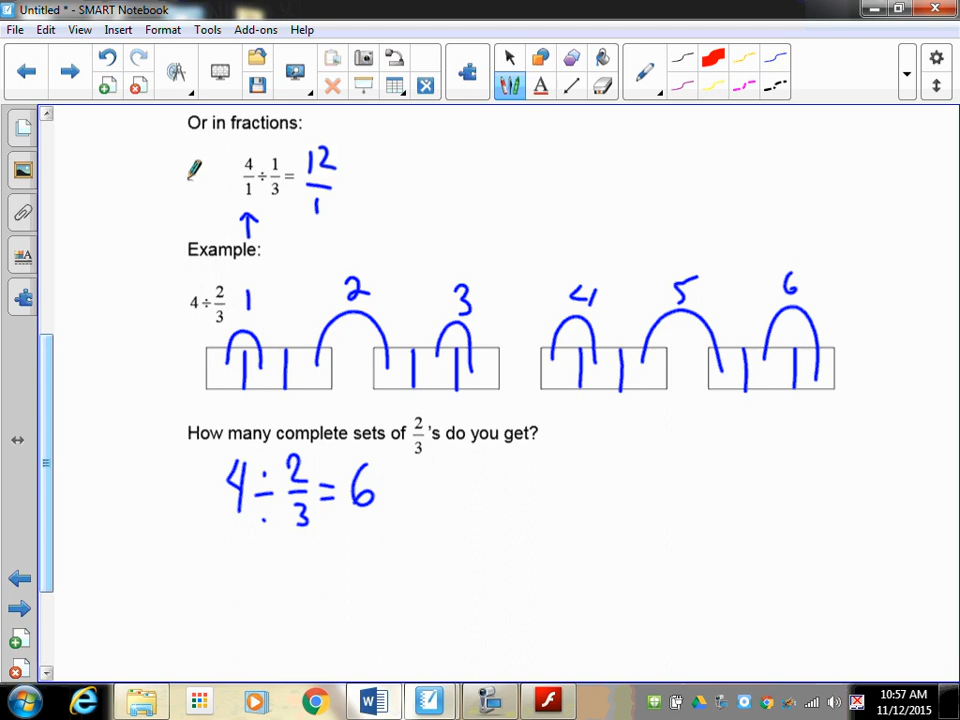 Untitled * - SMART Notebook
File Edit View Insert Format Tools Add-ons Help
Or in fractions:
4/1 ÷ 1/3 = 12/1
Example:
4 ÷ 2/3
1 2 3 4 5 6
How many complete sets of 2/3 's do you get?
4 ÷ 2/3 = 6
10:57 AM
11/12/2015